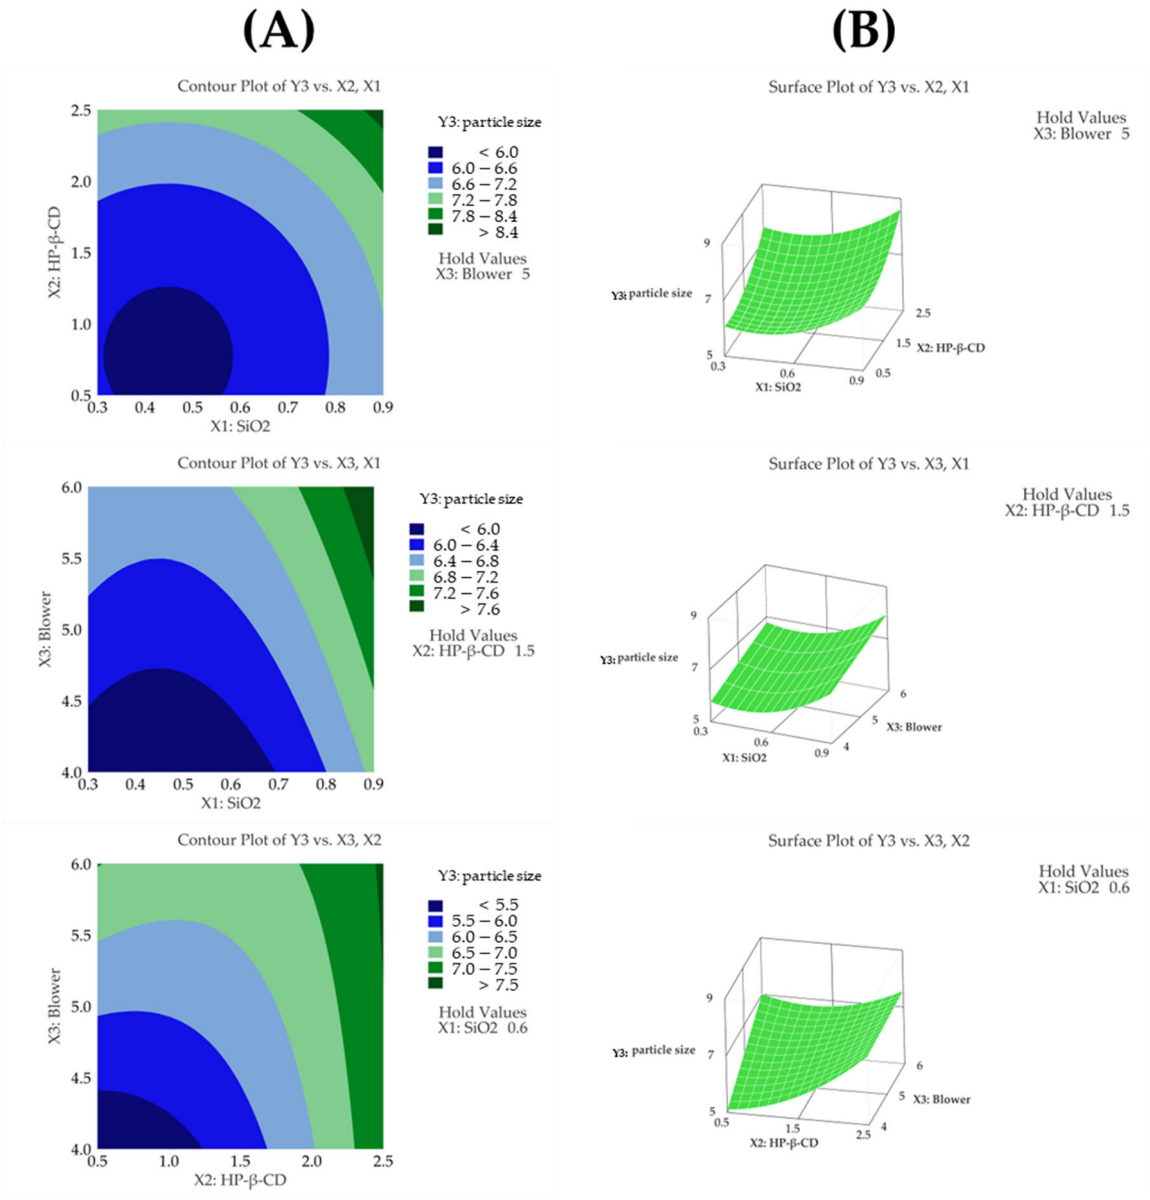 (A)
(B)
Contour Plot of Y3 vs. X2, X1
2.5
2.0
1.5
1.0
0.5
X2: HP-β-CD
0.3 0.4 0.5 0.6 0.7 0.8 0.9
X1: SiO2
Y3: particle size
< 6.0
6.0 – 6.6
6.6 – 7.2
7.2 – 7.8
7.8 – 8.4
> 8.4
Hold Values
X3: Blower 5
Surface Plot of Y3 vs. X2, X1
Hold Values
X3: Blower 5
9
7
5
Y3: particle size
0.3 0.6 0.9
X1: SiO2
0.5 1.5 2.5
X2: HP-β-CD
Contour Plot of Y3 vs. X3, X1
6.0
5.5
5.0
4.5
4.0
X3: Blower
0.3 0.4 0.5 0.6 0.7 0.8 0.9
X1: SiO2
Y3: particle size
< 6.0
6.0 – 6.4
6.4 – 6.8
6.8 – 7.2
7.2 – 7.6
> 7.6
Hold Values
X2: HP-β-CD 1.5
Surface Plot of Y3 vs. X3, X1
Hold Values
X2: HP-β-CD 1.5
9
7
5
Y3: particle size
0.3 0.6 0.9
X1: SiO2
4 5 6
X3: Blower
Contour Plot of Y3 vs. X3, X2
6.0
5.5
5.0
4.5
4.0
X3: Blower
0.5 1.0 1.5 2.0 2.5
X2: HP-β-CD
Y3: particle size
< 5.5
5.5 – 6.0
6.0 – 6.5
6.5 – 7.0
7.0 – 7.5
> 7.5
Hold Values
X1: SiO2 0.6
Surface Plot of Y3 vs. X3, X2
Hold Values
X1: SiO2 0.6
9
7
5
Y3: particle size
0.5 1.5 2.5
X2: HP-β-CD
4 5 6
X3: Blower